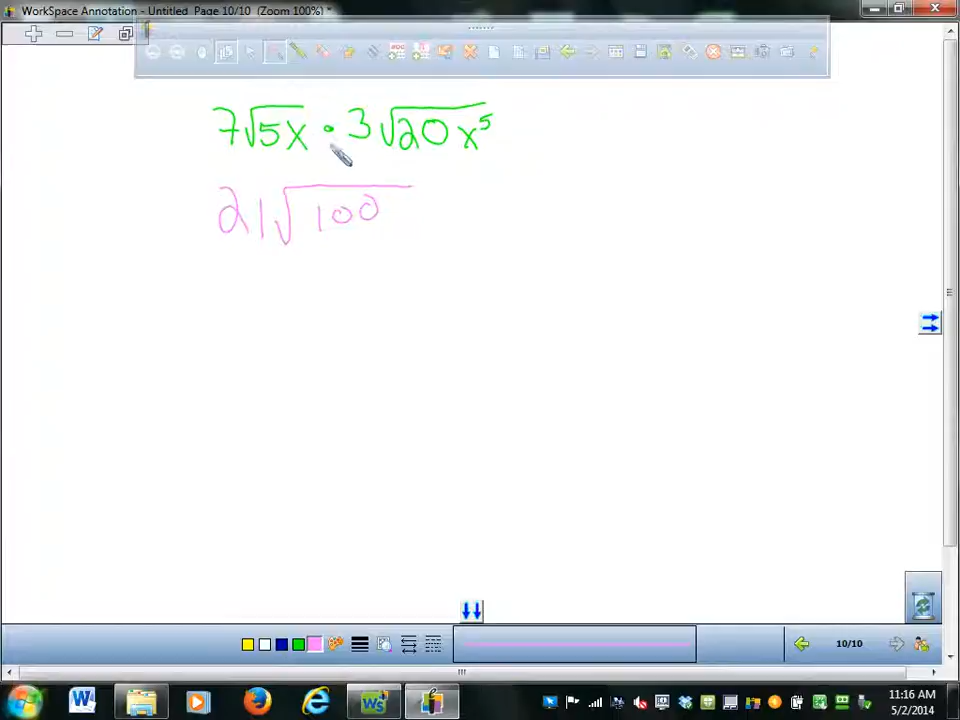 WorkSpace Annotation - Untitled Page 10/10 (Zoom 100%) *
7√5x · 3√20x⁵
21√100
10/10
11:16 AM
5/2/2014